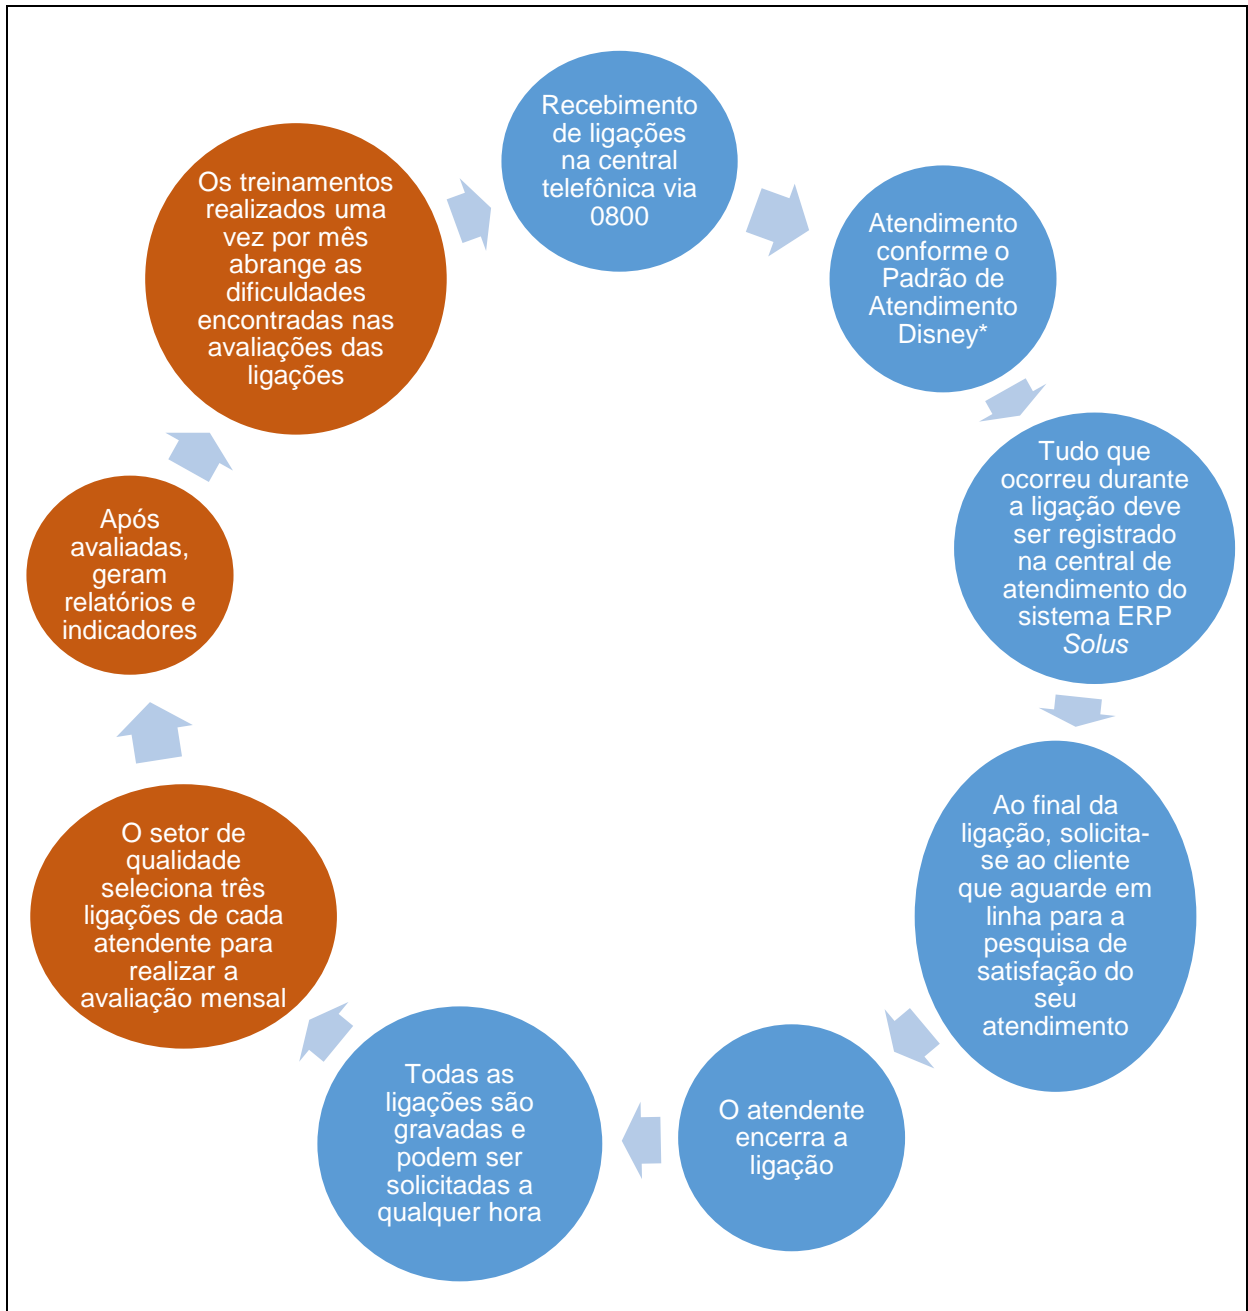 Recebimento
de ligações
na central
telefônica via
0800
Atendimento
conforme o
Padrão de
Atendimento
Disney*
Tudo que
ocorreu durante
a ligação deve
ser registrado
na central de
atendimento do
sistema ERP
Solus
Ao final da
ligação, solicita-
se ao cliente
que aguarde em
linha para a
pesquisa de
satisfação do
seu
atendimento
O atendente
encerra a
ligação
Todas as
ligações são
gravadas e
podem ser
solicitadas a
qualquer hora
O setor de
qualidade
seleciona três
ligações de cada
atendente para
realizar a
avaliação mensal
Após
avaliadas,
geram
relatórios e
indicadores
Os treinamentos
realizados uma
vez por mês
abrange as
dificuldades
encontradas nas
avaliações das
ligações